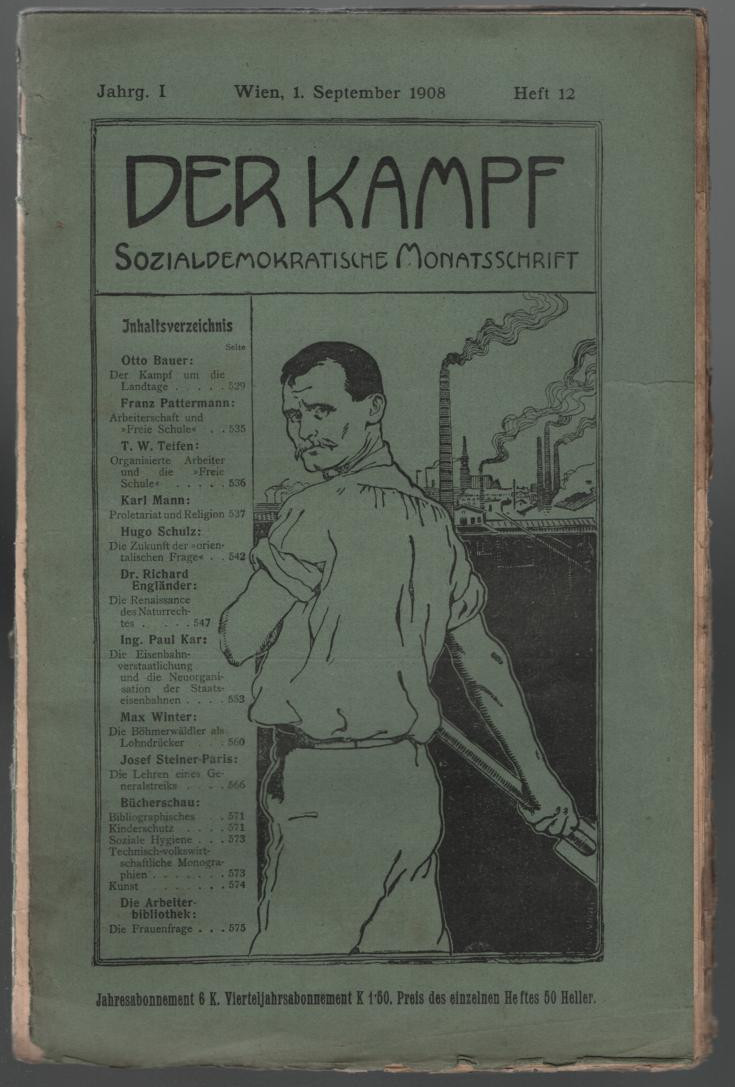 Jahrg. I Wien, 1. September 1908 Heft 12
DER KAMPF
SOZIALDEMOKRATISCHE MONATSSCHRIFT
Inhaltsverzeichnis
Seite
Otto Bauer:
Der Kampf um die
Landtage . . . . . 529
Franz Pattermann:
Arbeiterschaft und
»Freie Schule« . . 535
T. W. Teifen:
Organisierte Arbeiter
und die »Freie
Schule« . . . . . 536
Karl Mann:
Proletariat und Religion 537
Hugo Schulz:
Die Zukunft der »orien-
talischen Frage« . . 542
Dr. Richard
Engländer:
Die Renaissance
des Naturrech-
tes . . . . . 547
Ing. Paul Kar:
Die Eisenbahn-
verstaatlichung
und die Neuorgani-
sation der Staats-
eisenbahnen . . . . 553
Max Winter:
Die Böhmerwäldler als
Lohndrücker . . . 560
Josef Steiner-Paris:
Die Lehren eines Ge-
neralstreiks . . . . 566
Bücherschau:
Bibliographisches . . 571
Kinderschutz . . . . 571
Soziale Hygiene . . . 573
Technisch-volkswirt-
schaftliche Monogra-
phien . . . . . . . 573
Kunst . . . . . . . 574
Die Arbeiter-
bibliothek:
Die Frauenfrage . . . 575
Jahresabonnement 6 K. Vierteljahrsabonnement K 1·50. Preis des einzelnen Heftes 50 Heller.